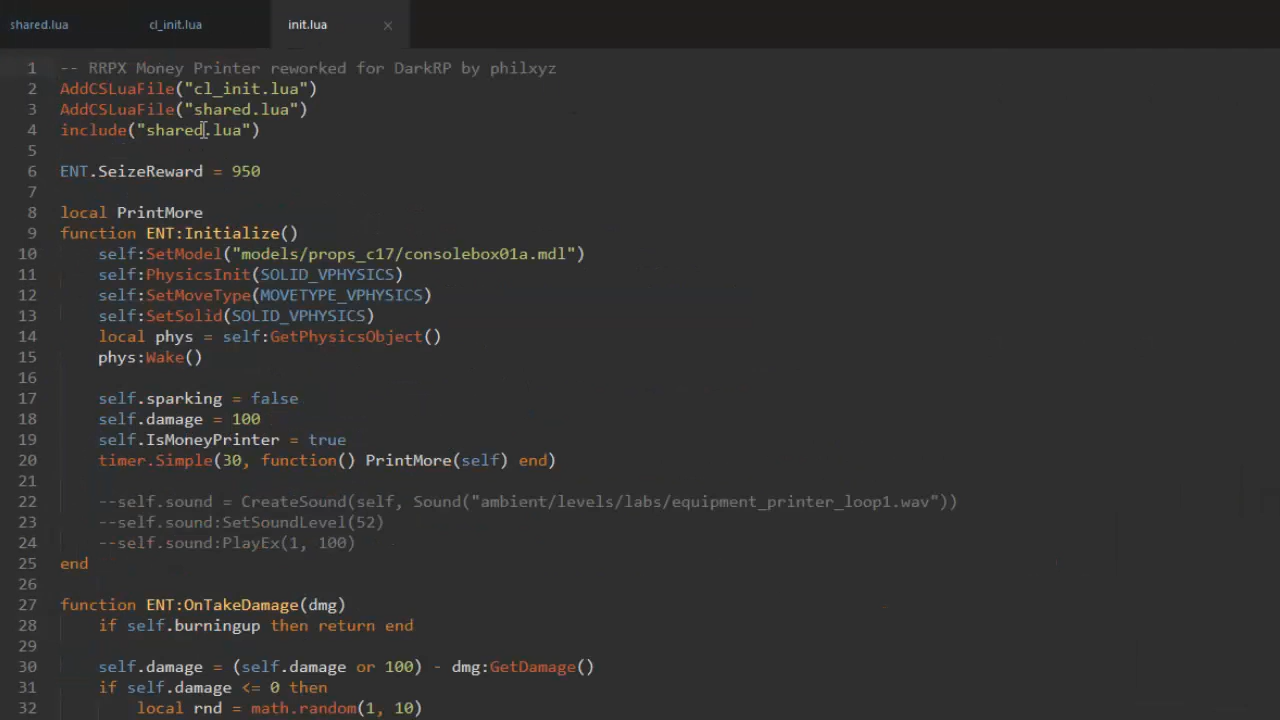 shared.lua cl_init.lua init.lua ×
1 -- RRPX Money Printer reworked for DarkRP by philxyz
2 AddCSLuaFile("cl_init.lua")
3 AddCSLuaFile("shared.lua")
4 include("shared.lua")
5
6 ENT.SeizeReward = 950
7
8 local PrintMore
9 function ENT:Initialize()
10 self:SetModel("models/props_c17/consolebox01a.mdl")
11 self:PhysicsInit(SOLID_VPHYSICS)
12 self:SetMoveType(MOVETYPE_VPHYSICS)
13 self:SetSolid(SOLID_VPHYSICS)
14 local phys = self:GetPhysicsObject()
15 phys:Wake()
16
17 self.sparking = false
18 self.damage = 100
19 self.IsMoneyPrinter = true
20 timer.Simple(30, function() PrintMore(self) end)
21
22 --self.sound = CreateSound(self, Sound("ambient/levels/labs/equipment_printer_loop1.wav"))
23 --self.sound:SetSoundLevel(52)
24 --self.sound:PlayEx(1, 100)
25 end
26
27 function ENT:OnTakeDamage(dmg)
28 if self.burningup then return end
29
30 self.damage = (self.damage or 100) - dmg:GetDamage()
31 if self.damage <= 0 then
32 local rnd = math.random(1, 10)